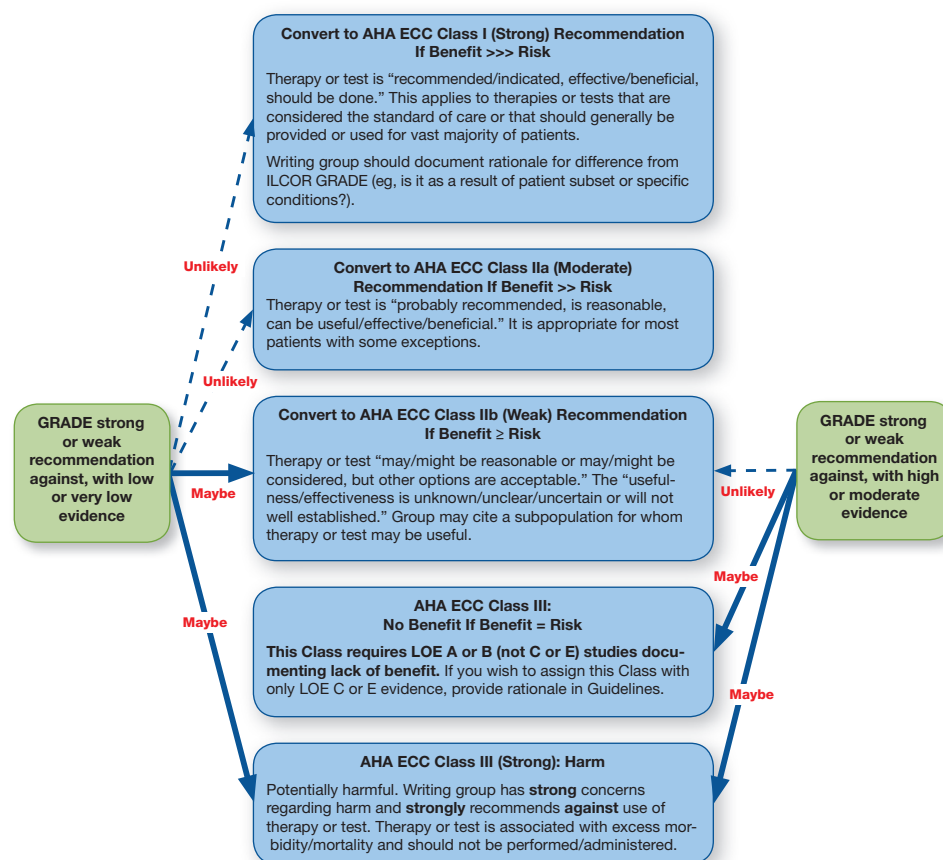 Convert to AHA ECC Class I (Strong) Recommendation
If Benefit >>> Risk
Therapy or test is “recommended/indicated, effective/beneficial,
should be done.” This applies to therapies or tests that are
considered the standard of care or that should generally be
provided or used for vast majority of patients.
Writing group should document rationale for difference from
ILCOR GRADE (eg, is it as a result of patient subset or specific
conditions?).
Unlikely
Convert to AHA ECC Class IIa (Moderate)
Recommendation If Benefit >> Risk
Therapy or test is “probably recommended, is reasonable,
can be useful/effective/beneficial.” It is appropriate for most
patients with some exceptions.
Unlikely
GRADE strong
or weak
recommendation
against, with low
or very low
evidence
Maybe
Convert to AHA ECC Class IIb (Weak) Recommendation
If Benefit ≥ Risk
Therapy or test “may/might be reasonable or may/might be
considered, but other options are acceptable.” The “useful-
ness/effectiveness is unknown/unclear/uncertain or will not
well established.” Group may cite a subpopulation for whom
therapy or test may be useful.
Unlikely
GRADE strong
or weak
recommendation
against, with high
or moderate
evidence
Maybe
Maybe
AHA ECC Class III:
No Benefit If Benefit = Risk
This Class requires LOE A or B (not C or E) studies docu-
menting lack of benefit. If you wish to assign this Class with
only LOE C or E evidence, provide rationale in Guidelines.
Maybe
AHA ECC Class III (Strong): Harm
Potentially harmful. Writing group has strong concerns
regarding harm and strongly recommends against use of
therapy or test. Therapy or test is associated with excess mor-
bidity/mortality and should not be performed/administered.